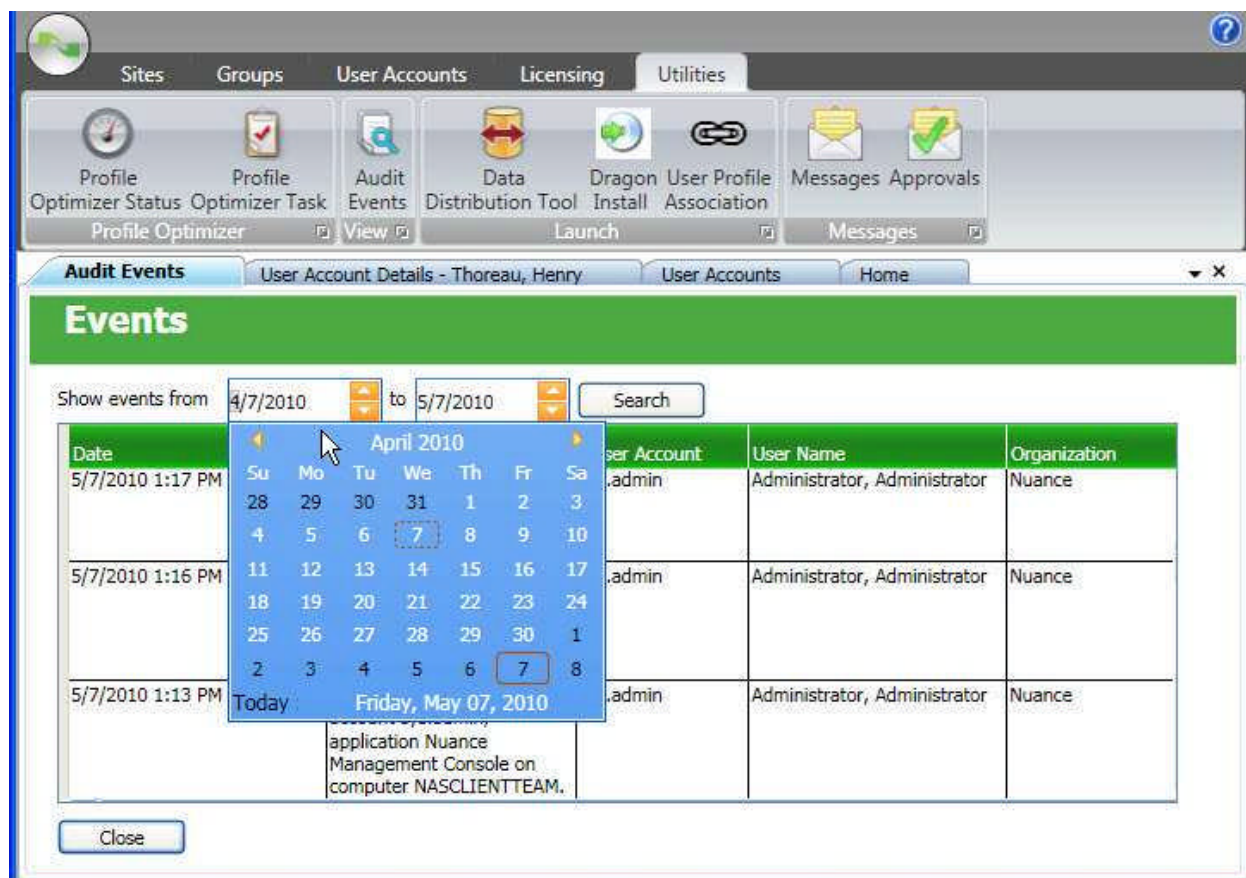 Sites Groups User Accounts Licensing Utilities
Profile Optimizer Status
Profile Optimizer Task
Audit Events
Data Distribution Tool
Dragon Install
User Profile Association
Messages
Approvals
Profile Optimizer View Launch Messages
Audit Events User Account Details - Thoreau, Henry User Accounts Home
Events
Show events from 4/7/2010 to 5/7/2010 Search
Date ser Account User Name Organization
April 2010
Su Mo Tu We Th Fr Sa
28 29 30 31 1 2 3
4 5 6 7 8 9 10
11 12 13 14 15 16 17
18 19 20 21 22 23 24
25 26 27 28 29 30 1
2 3 4 5 6 7 8
Today Friday, May 07, 2010
5/7/2010 1:17 PM .admin Administrator, Administrator Nuance
5/7/2010 1:16 PM .admin Administrator, Administrator Nuance
5/7/2010 1:13 PM .admin Administrator, Administrator Nuance
application Nuance
Management Console on
computer NASCLIENTTEAM.
Close